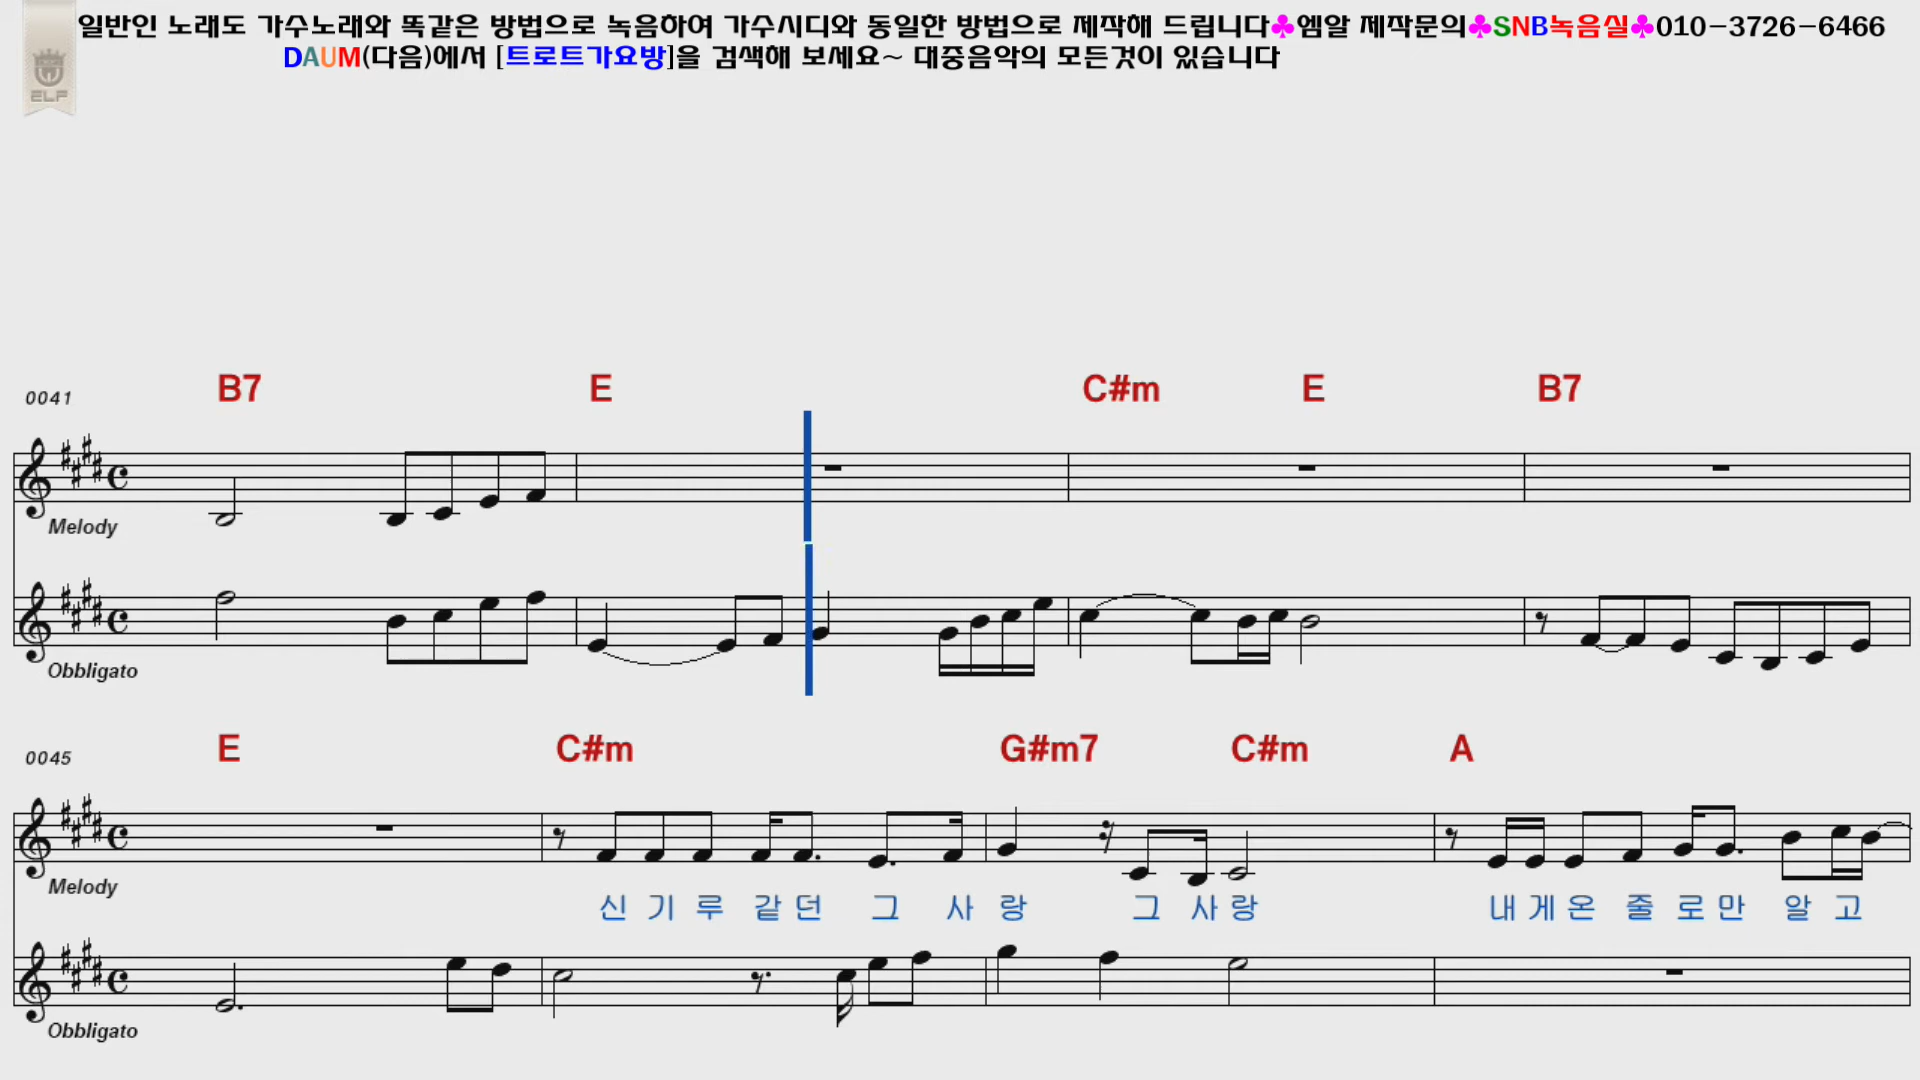 일반인 노래도 가수노래와 똑같은 방법으로 녹음하여 가수시디와 동일한 방법으로 제작해 드립니다♣엠알 제작문의♣SNB녹음실♣010-3726-6466
DAUM(다음)에서 [트로트가요방]을 검색해 보세요~ 대중음악의 모든것이 있습니다
ELF
0041 B7 E C#m E B7
Melody
Obbligato
0045 E C#m G#m7 C#m A
Melody
신 기 루 같 던 그 사 랑 그 사 랑 내 게 온 줄 로 만 알 고
Obbligato